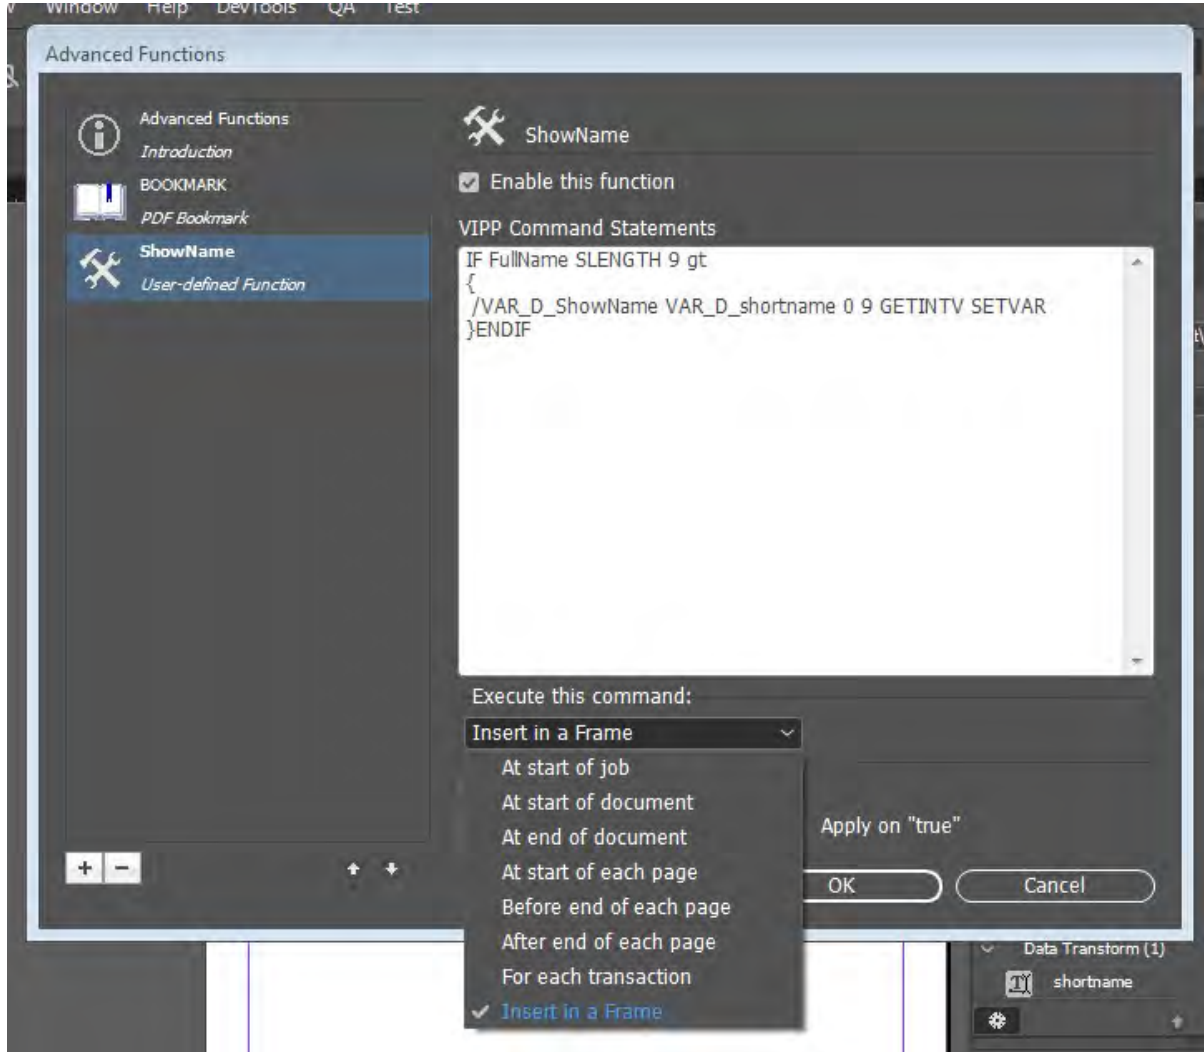 Window Help DevTools QA Test
Advanced Functions
Advanced Functions
Introduction
BOOKMARK
PDF Bookmark
ShowName
User-defined Function
ShowName
Enable this function
VIPP Command Statements
IF FullName SLENGTH 9 gt
{
/VAR_D_ShowName VAR_D_shortname 0 9 GETINTV SETVAR
}ENDIF
Execute this command:
Insert in a Frame
At start of job
At start of document
At end of document
At start of each page
Before end of each page
After end of each page
For each transaction
Insert in a Frame
Apply on "true"
OK
Cancel
Data Transform (1)
shortname